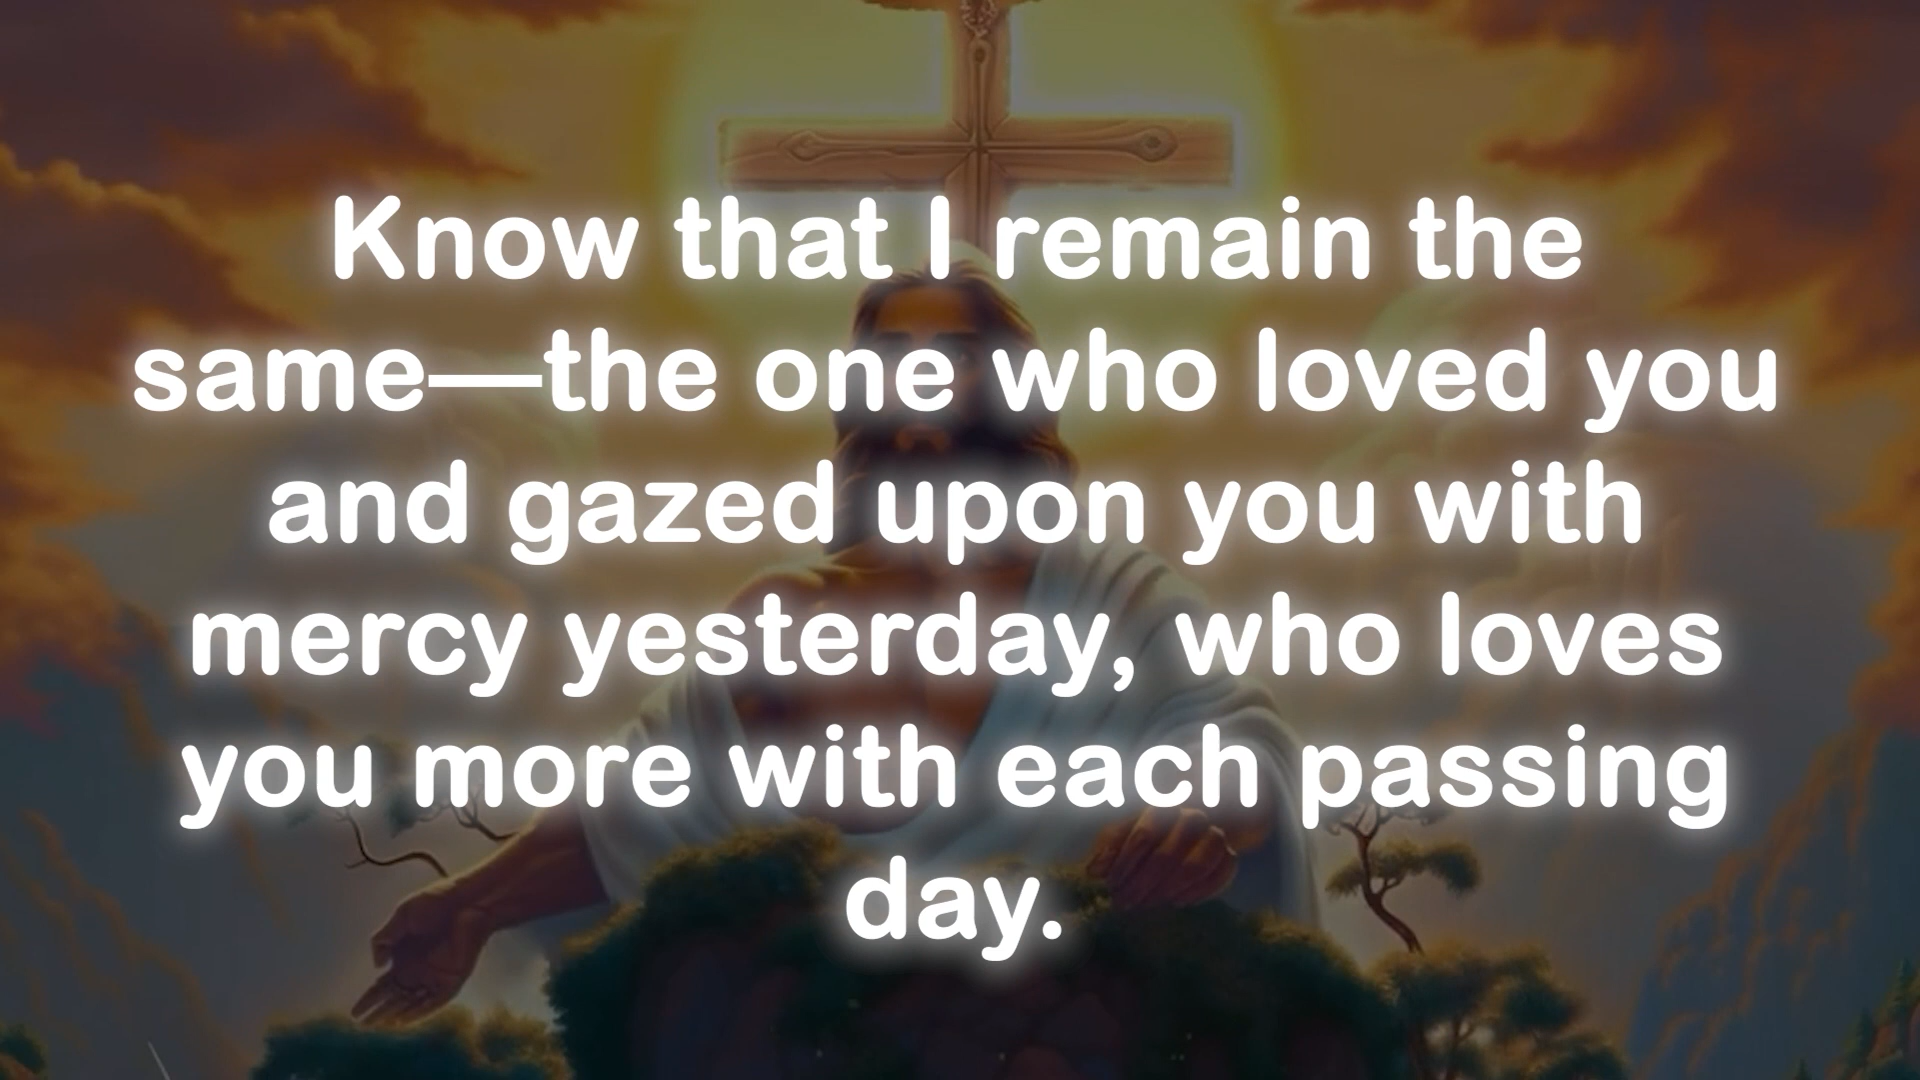 Know that I remain the
same—the one who loved you
and gazed upon you with
mercy yesterday, who loves
you more with each passing
day.